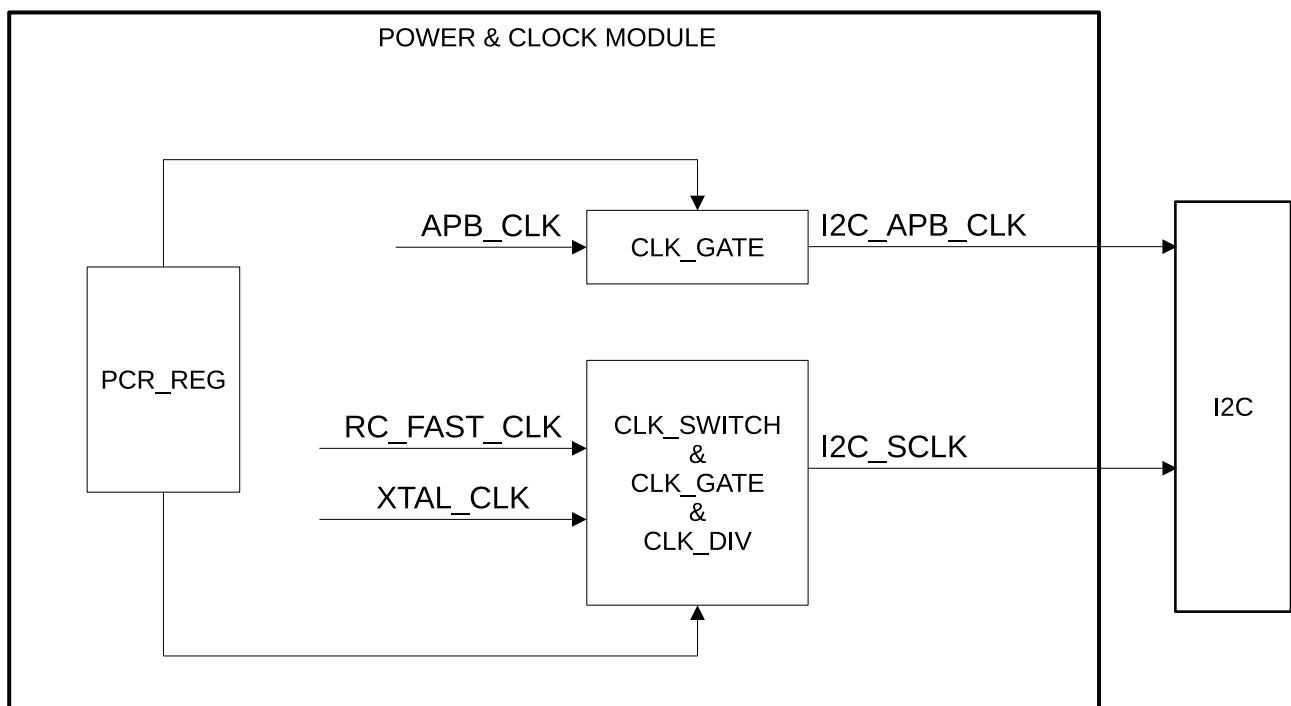 POWER & CLOCK MODULE
APB_CLK
CLK_GATE
I2C_APB_CLK
PCR_REG
RC_FAST_CLK
XTAL_CLK
CLK_SWITCH
&
CLK_GATE
&
CLK_DIV
I2C_SCLK
I2C